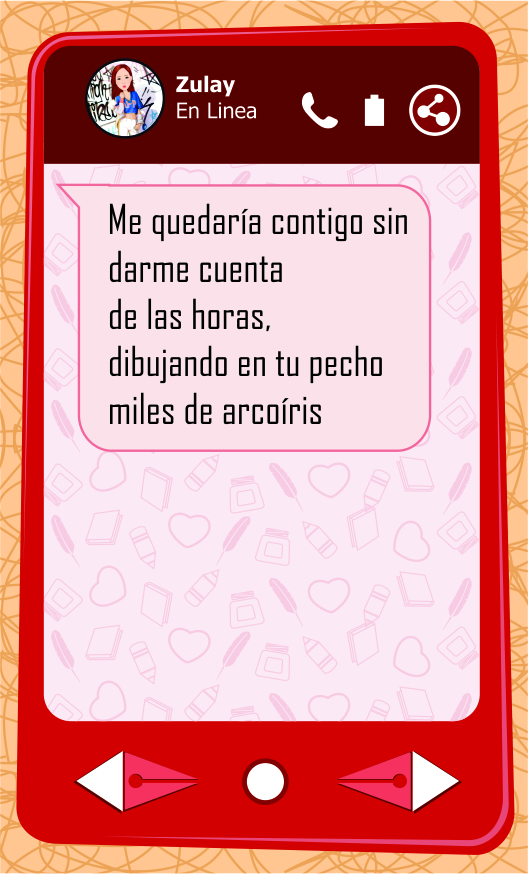 Zulay
En Linea
Me quedaría contigo sin
darme cuenta
de las horas,
dibujando en tu pecho
miles de arcoíris